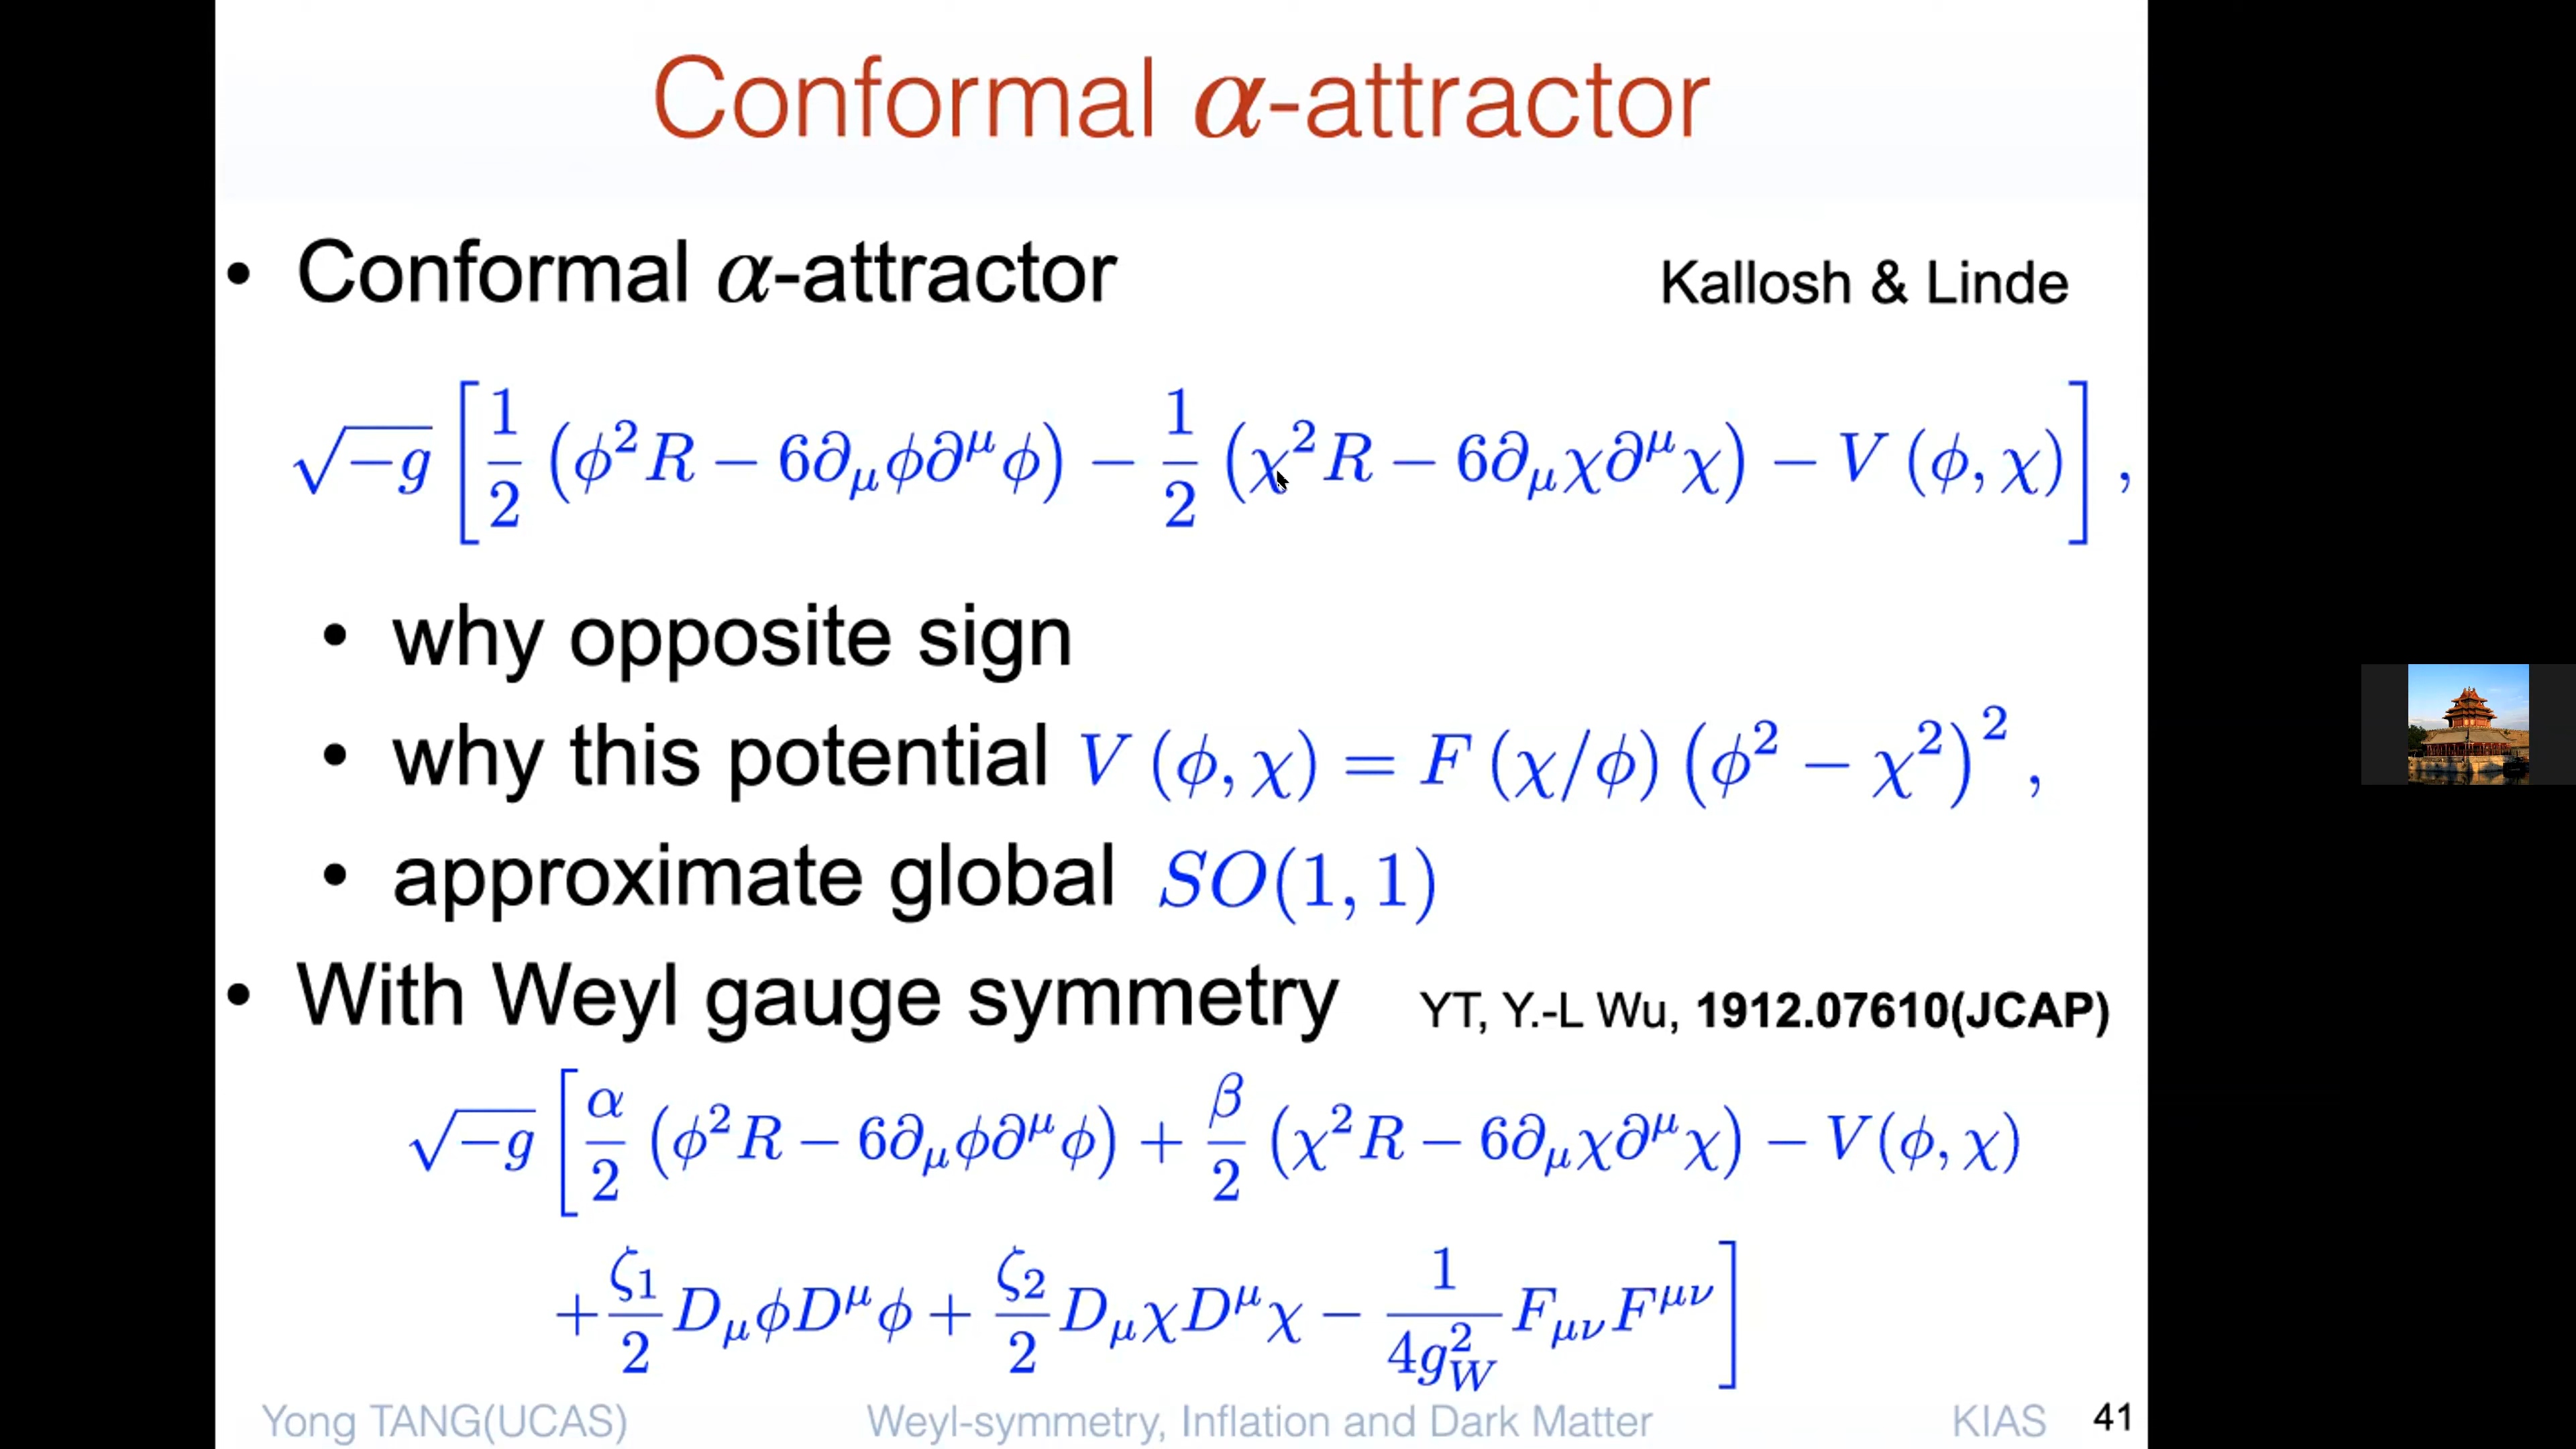 Conformal α-attractor
• Conformal α-attractor Kallosh & Linde
√−g [ 1/2 (ϕ²R − 6∂_μϕ∂^μϕ) − 1/2 (χ²R − 6∂_μχ∂^μχ) − V (ϕ, χ) ] ,
• why opposite sign
• why this potential V (ϕ, χ) = F (χ/ϕ) (ϕ² − χ²)² ,
• approximate global SO(1, 1)
• With Weyl gauge symmetry YT, Y.-L Wu, 1912.07610(JCAP)
√−g [ α/2 (ϕ²R − 6∂_μϕ∂^μϕ) + β/2 (χ²R − 6∂_μχ∂^μχ) − V(ϕ, χ)
+ ζ₁/2 D_μϕD^μϕ + ζ₂/2 D_μχD^μχ − 1/(4g_W²) F_μνF^μν ]
Yong TANG(UCAS) Weyl-symmetry, Inflation and Dark Matter KIAS 41